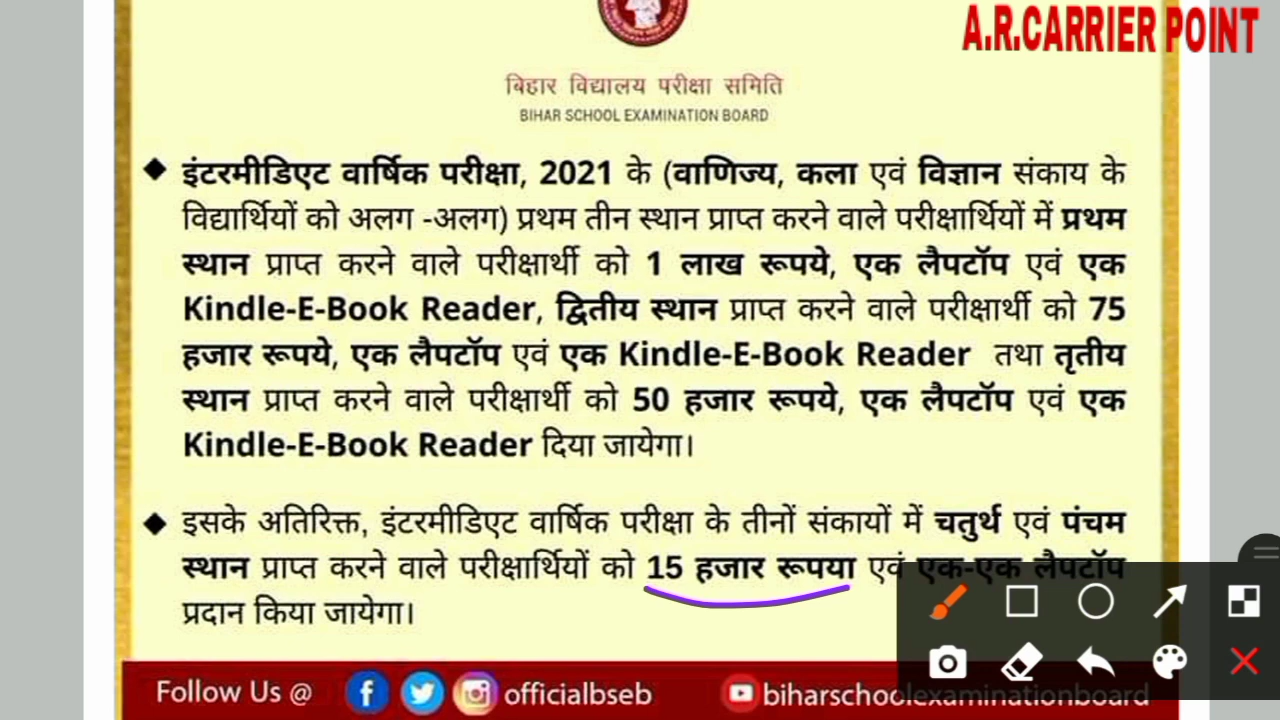 A.R.CARRIER POINT
बिहार विद्यालय परीक्षा समिति
BIHAR SCHOOL EXAMINATION BOARD
◆ इंटरमीडिएट वार्षिक परीक्षा, 2021 के (वाणिज्य, कला एवं विज्ञान संकाय के
विद्यार्थियों को अलग -अलग) प्रथम तीन स्थान प्राप्त करने वाले परीक्षार्थियों में प्रथम
स्थान प्राप्त करने वाले परीक्षार्थी को 1 लाख रूपये, एक लैपटॉप एवं एक
Kindle-E-Book Reader, द्वितीय स्थान प्राप्त करने वाले परीक्षार्थी को 75
हजार रूपये, एक लैपटॉप एवं एक Kindle-E-Book Reader तथा तृतीय
स्थान प्राप्त करने वाले परीक्षार्थी को 50 हजार रूपये, एक लैपटॉप एवं एक
Kindle-E-Book Reader दिया जायेगा।
◆ इसके अतिरिक्त, इंटरमीडिएट वार्षिक परीक्षा के तीनों संकायों में चतुर्थ एवं पंचम
स्थान प्राप्त करने वाले परीक्षार्थियों को 15 हजार रूपया एवं एक-एक लैपटॉप
प्रदान किया जायेगा।
Follow Us @ officialbseb biharschoolexaminationboard